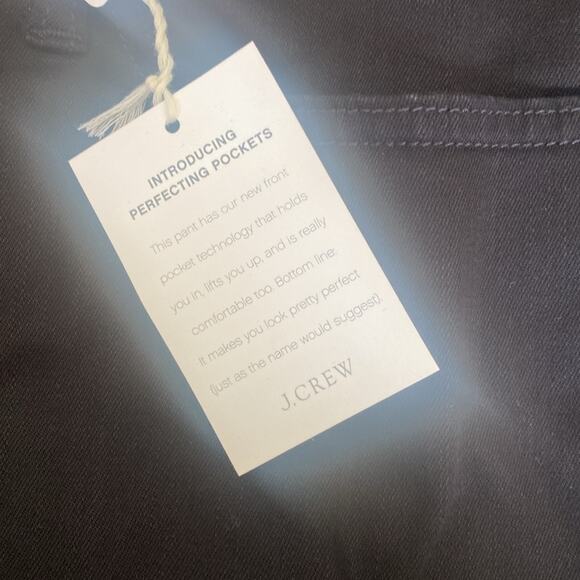 INTRODUCING
PERFECTING POCKETS
This pant has our new front
pocket technology that holds
you in, lifts you up, and is really
comfortable too. Bottom line:
it makes you look pretty perfect
(just as the name would suggest).
J.CREW